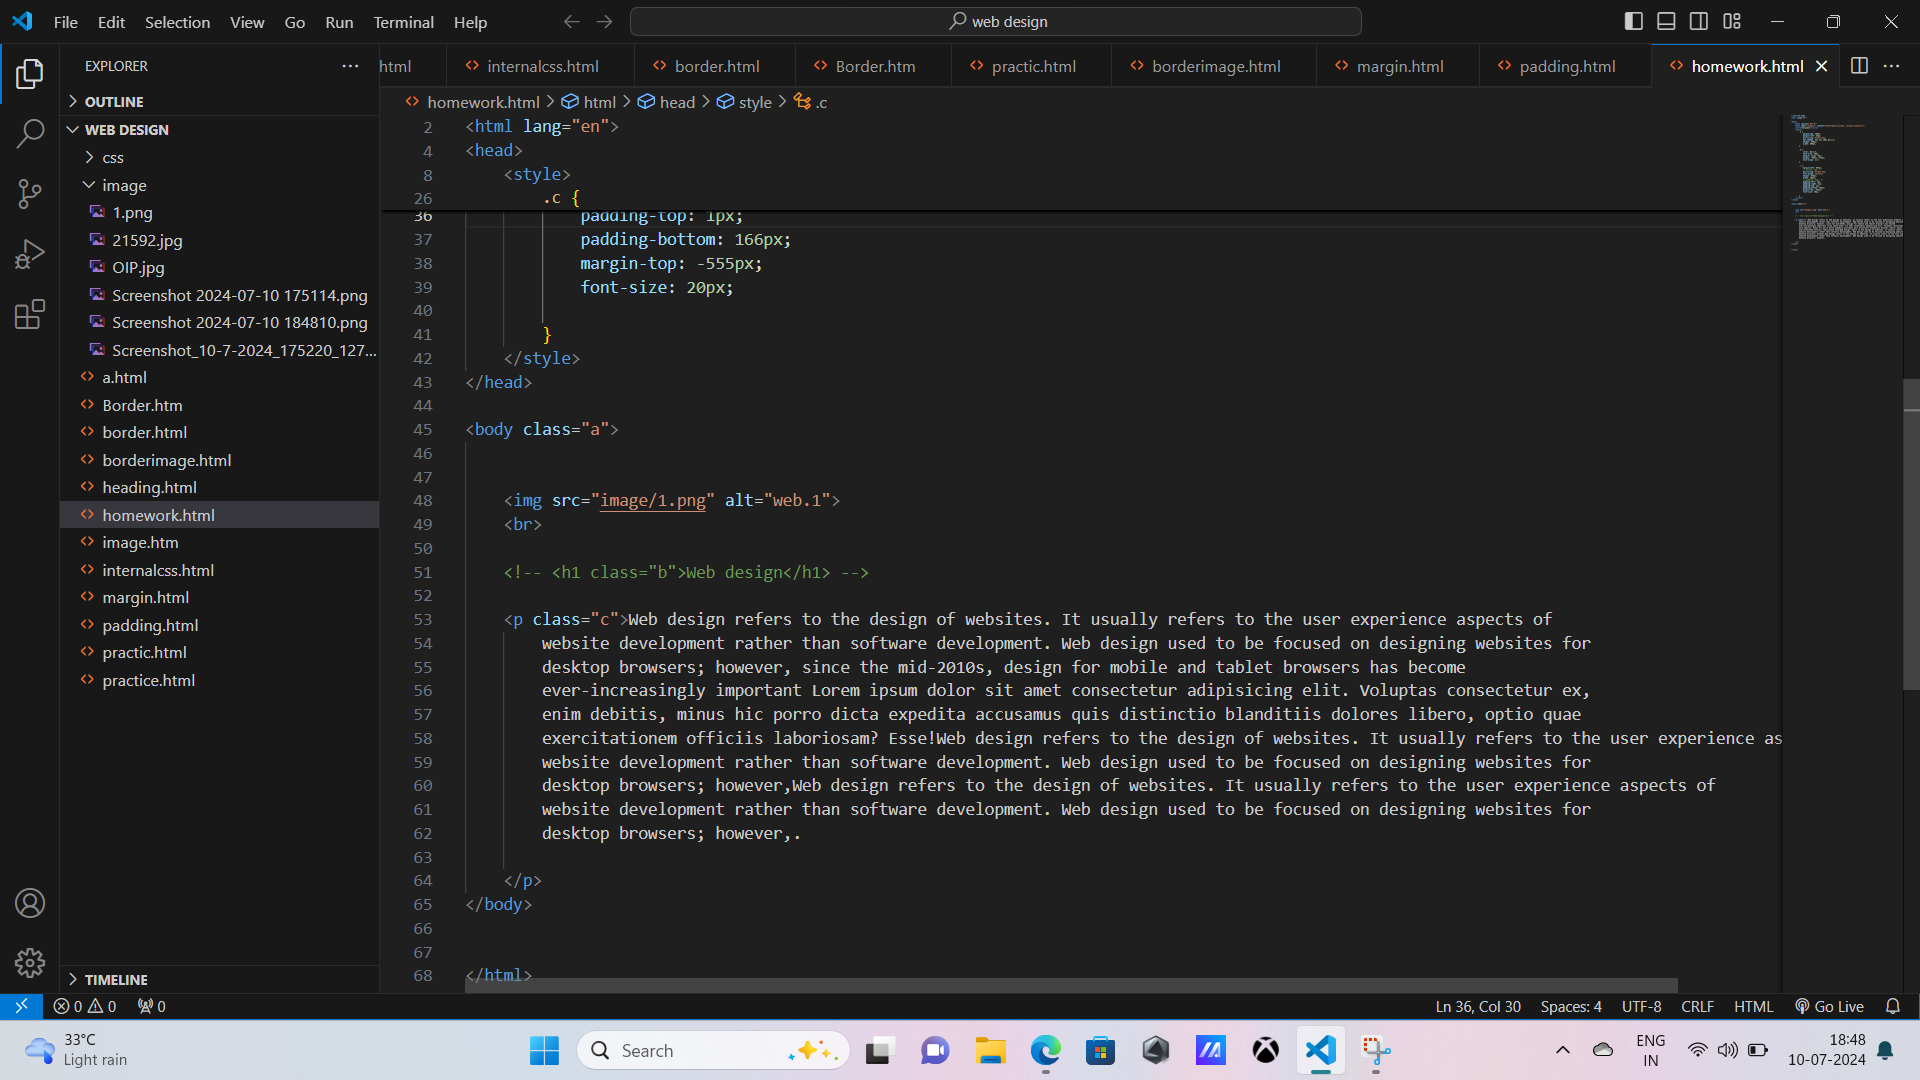 File Edit Selection View Go Run Terminal Help
web design
EXPLORER
html internalcss.html border.html Border.htm practic.html borderimage.html margin.html padding.html homework.html
homework.html > html > head > style > .c
OUTLINE
WEB DESIGN
css
image
1.png
21592.jpg
OIP.jpg
Screenshot 2024-07-10 175114.png
Screenshot 2024-07-10 184810.png
Screenshot_10-7-2024_175220_127...
a.html
Border.htm
border.html
borderimage.html
heading.html
homework.html
image.htm
internalcss.html
margin.html
padding.html
practic.html
practice.html
TIMELINE
2 <html lang="en">
4 <head>
8 <style>
26 .c {
36 padding-top: 1px;
37 padding-bottom: 166px;
38 margin-top: -555px;
39 font-size: 20px;
40
41 }
42 </style>
43 </head>
44
45 <body class="a">
46
47
48 <img src="image/1.png" alt="web.1">
49 <br>
50
51 <!-- <h1 class="b">Web design</h1> -->
52
53 <p class="c">Web design refers to the design of websites. It usually refers to the user experience aspects of
54 website development rather than software development. Web design used to be focused on designing websites for
55 desktop browsers; however, since the mid-2010s, design for mobile and tablet browsers has become
56 ever-increasingly important Lorem ipsum dolor sit amet consectetur adipisicing elit. Voluptas consectetur ex,
57 enim debitis, minus hic porro dicta expedita accusamus quis distinctio blanditiis dolores libero, optio quae
58 exercitationem officiis laboriosam? Esse!Web design refers to the design of websites. It usually refers to the user experience as
59 website development rather than software development. Web design used to be focused on designing websites for
60 desktop browsers; however,Web design refers to the design of websites. It usually refers to the user experience aspects of
61 website development rather than software development. Web design used to be focused on designing websites for
62 desktop browsers; however,.
63
64 </p>
65 </body>
66
67
68 </html>
0 0 0 Ln 36, Col 30 Spaces: 4 UTF-8 CRLF HTML Go Live
33°C
Light rain
Search
ENG
IN
18:48
10-07-2024